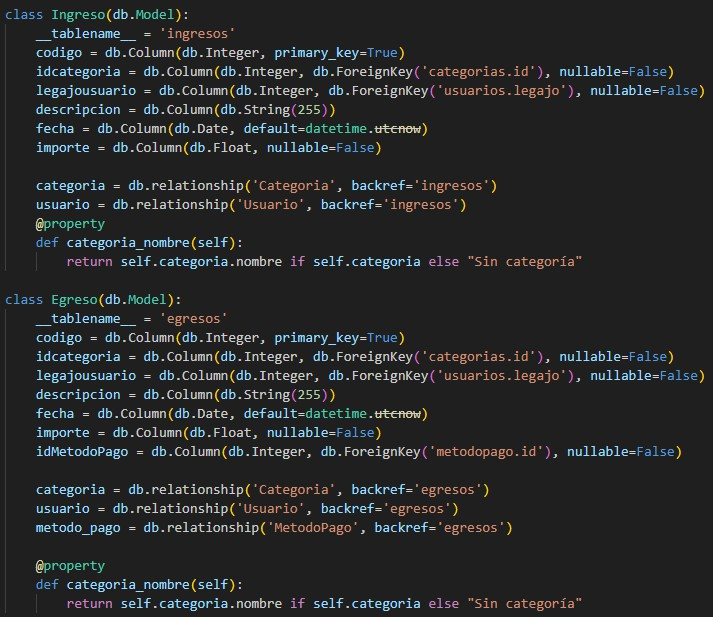 class Ingreso(db.Model):
    __tablename__ = 'ingresos'
    codigo = db.Column(db.Integer, primary_key=True)
    idcategoria = db.Column(db.Integer, db.ForeignKey('categorias.id'), nullable=False)
    legajousuario = db.Column(db.Integer, db.ForeignKey('usuarios.legajo'), nullable=False)
    descripcion = db.Column(db.String(255))
    fecha = db.Column(db.Date, default=datetime.utcnow)
    importe = db.Column(db.Float, nullable=False)

    categoria = db.relationship('Categoria', backref='ingresos')
    usuario = db.relationship('Usuario', backref='ingresos')
    @property
    def categoria_nombre(self):
        return self.categoria.nombre if self.categoria else "Sin categoría"

class Egreso(db.Model):
    __tablename__ = 'egresos'
    codigo = db.Column(db.Integer, primary_key=True)
    idcategoria = db.Column(db.Integer, db.ForeignKey('categorias.id'), nullable=False)
    legajousuario = db.Column(db.Integer, db.ForeignKey('usuarios.legajo'), nullable=False)
    descripcion = db.Column(db.String(255))
    fecha = db.Column(db.Date, default=datetime.utcnow)
    importe = db.Column(db.Float, nullable=False)
    idMetodoPago = db.Column(db.Integer, db.ForeignKey('metodopago.id'), nullable=False)

    categoria = db.relationship('Categoria', backref='egresos')
    usuario = db.relationship('Usuario', backref='egresos')
    metodo_pago = db.relationship('MetodoPago', backref='egresos')

    @property
    def categoria_nombre(self):
        return self.categoria.nombre if self.categoria else "Sin categoría"